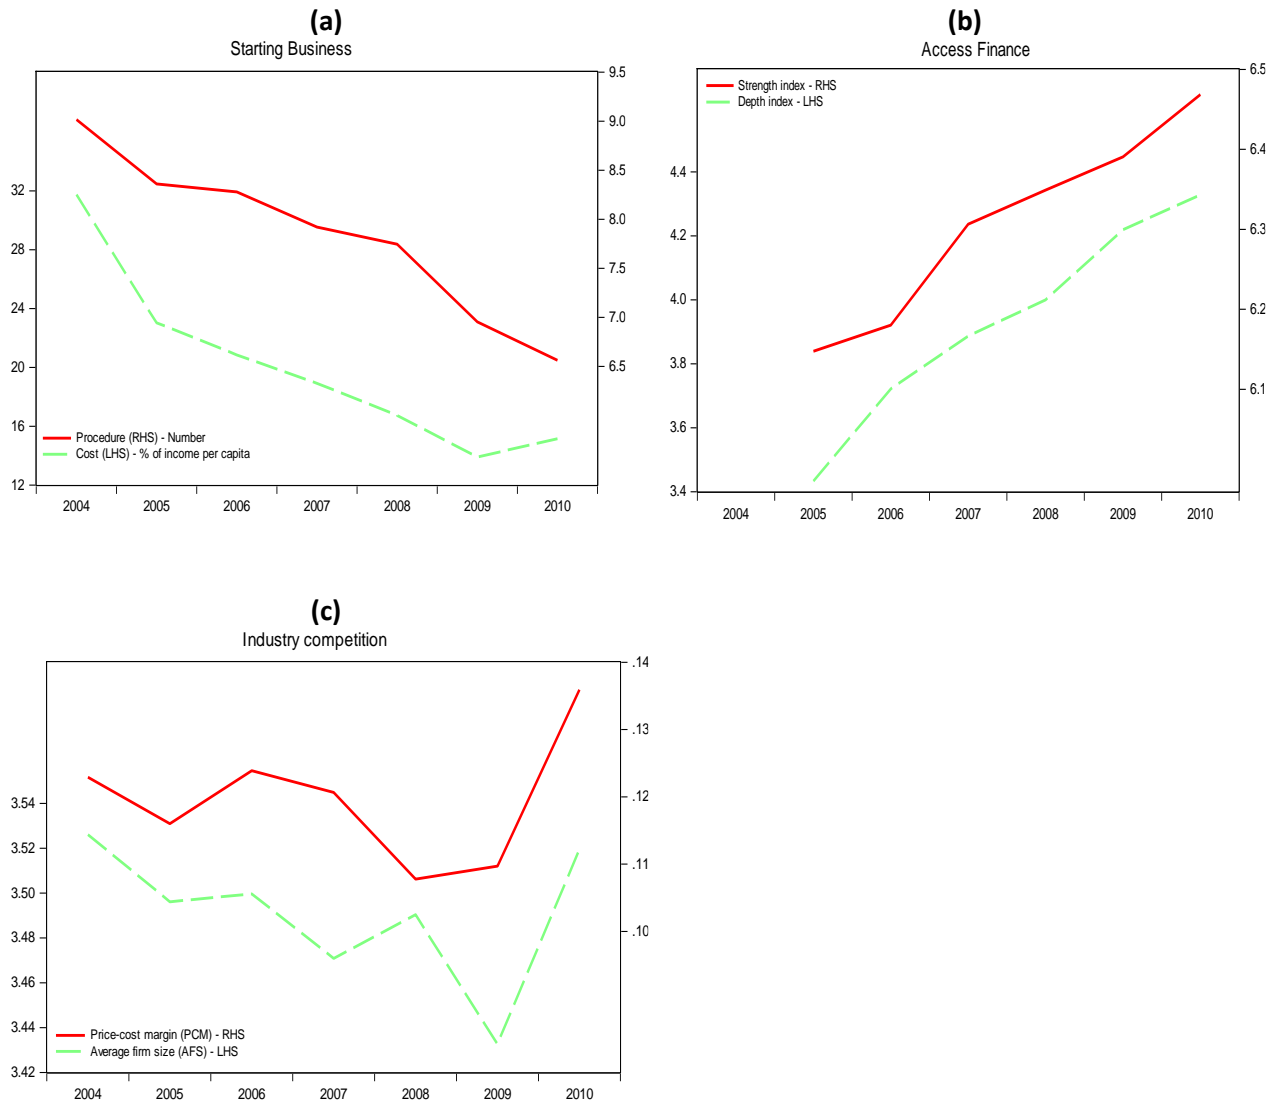 (a)
Starting Business
9.5
9.0
8.5
32
8.0
28
7.5
24
7.0
20
6.5
16
12
Procedure (RHS) - Number
Cost (LHS) - % of income per capita
2004 2005 2006 2007 2008 2009 2010
(b)
Access Finance
Strength index - RHS
Depth index - LHS
6.5
6.4
4.4
6.3
4.2
4.0
6.2
3.8
6.1
3.6
3.4
2004 2005 2006 2007 2008 2009 2010
(c)
Industry competition
.14
.13
.12
3.54
3.52
.11
3.50
3.48
.10
3.46
3.44
3.42
Price-cost margin (PCM) - RHS
Average firm size (AFS) - LHS
2004 2005 2006 2007 2008 2009 2010